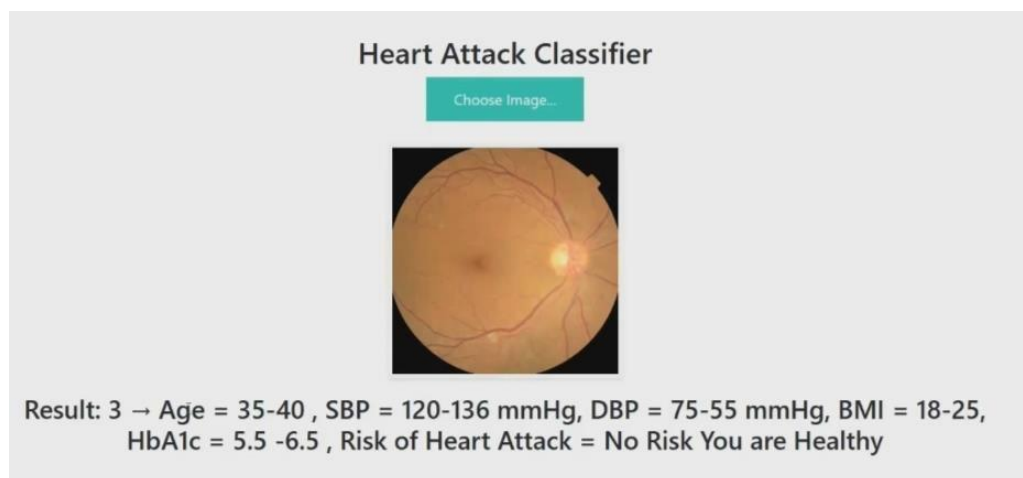 Heart Attack Classifier
Choose Image...
Result: 3 → Age = 35-40 , SBP = 120-136 mmHg, DBP = 75-55 mmHg, BMI = 18-25,
HbA1c = 5.5 -6.5 , Risk of Heart Attack = No Risk You are Healthy